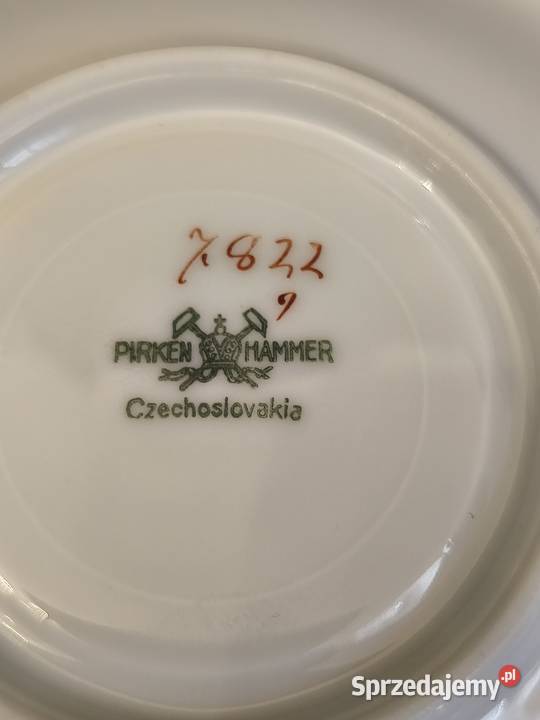 7822
9
PIRKEN HAMMER
Czechoslovakia
Sprzedajemy.pl